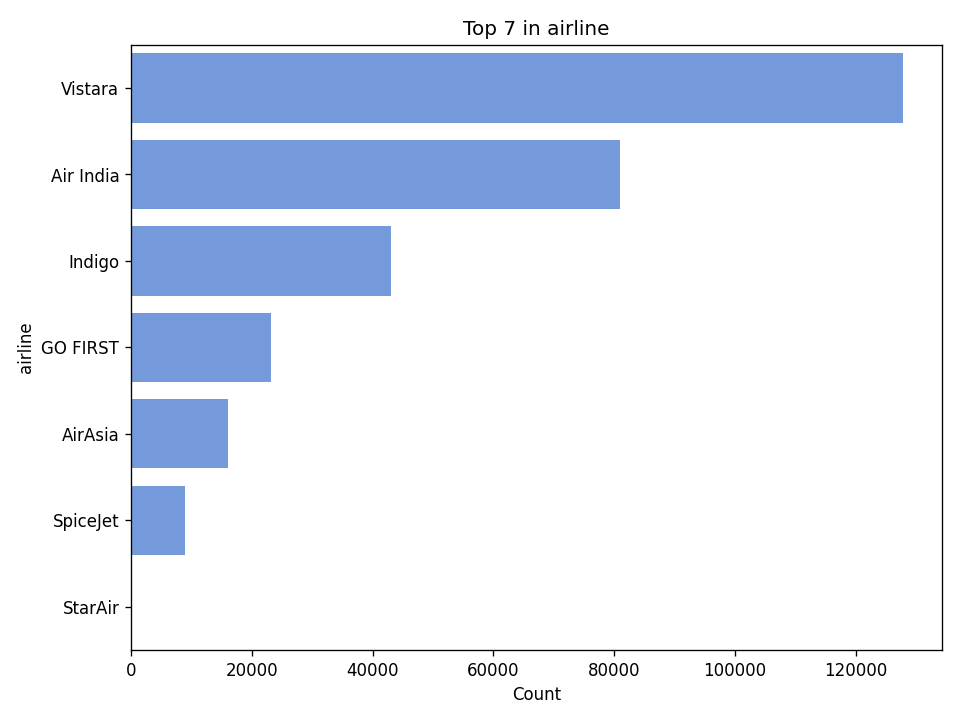 Top 7 in airline
Vistara
Air India
Indigo
GO FIRST
AirAsia
SpiceJet
StarAir
airline
0 20000 40000 60000 80000 100000 120000
Count